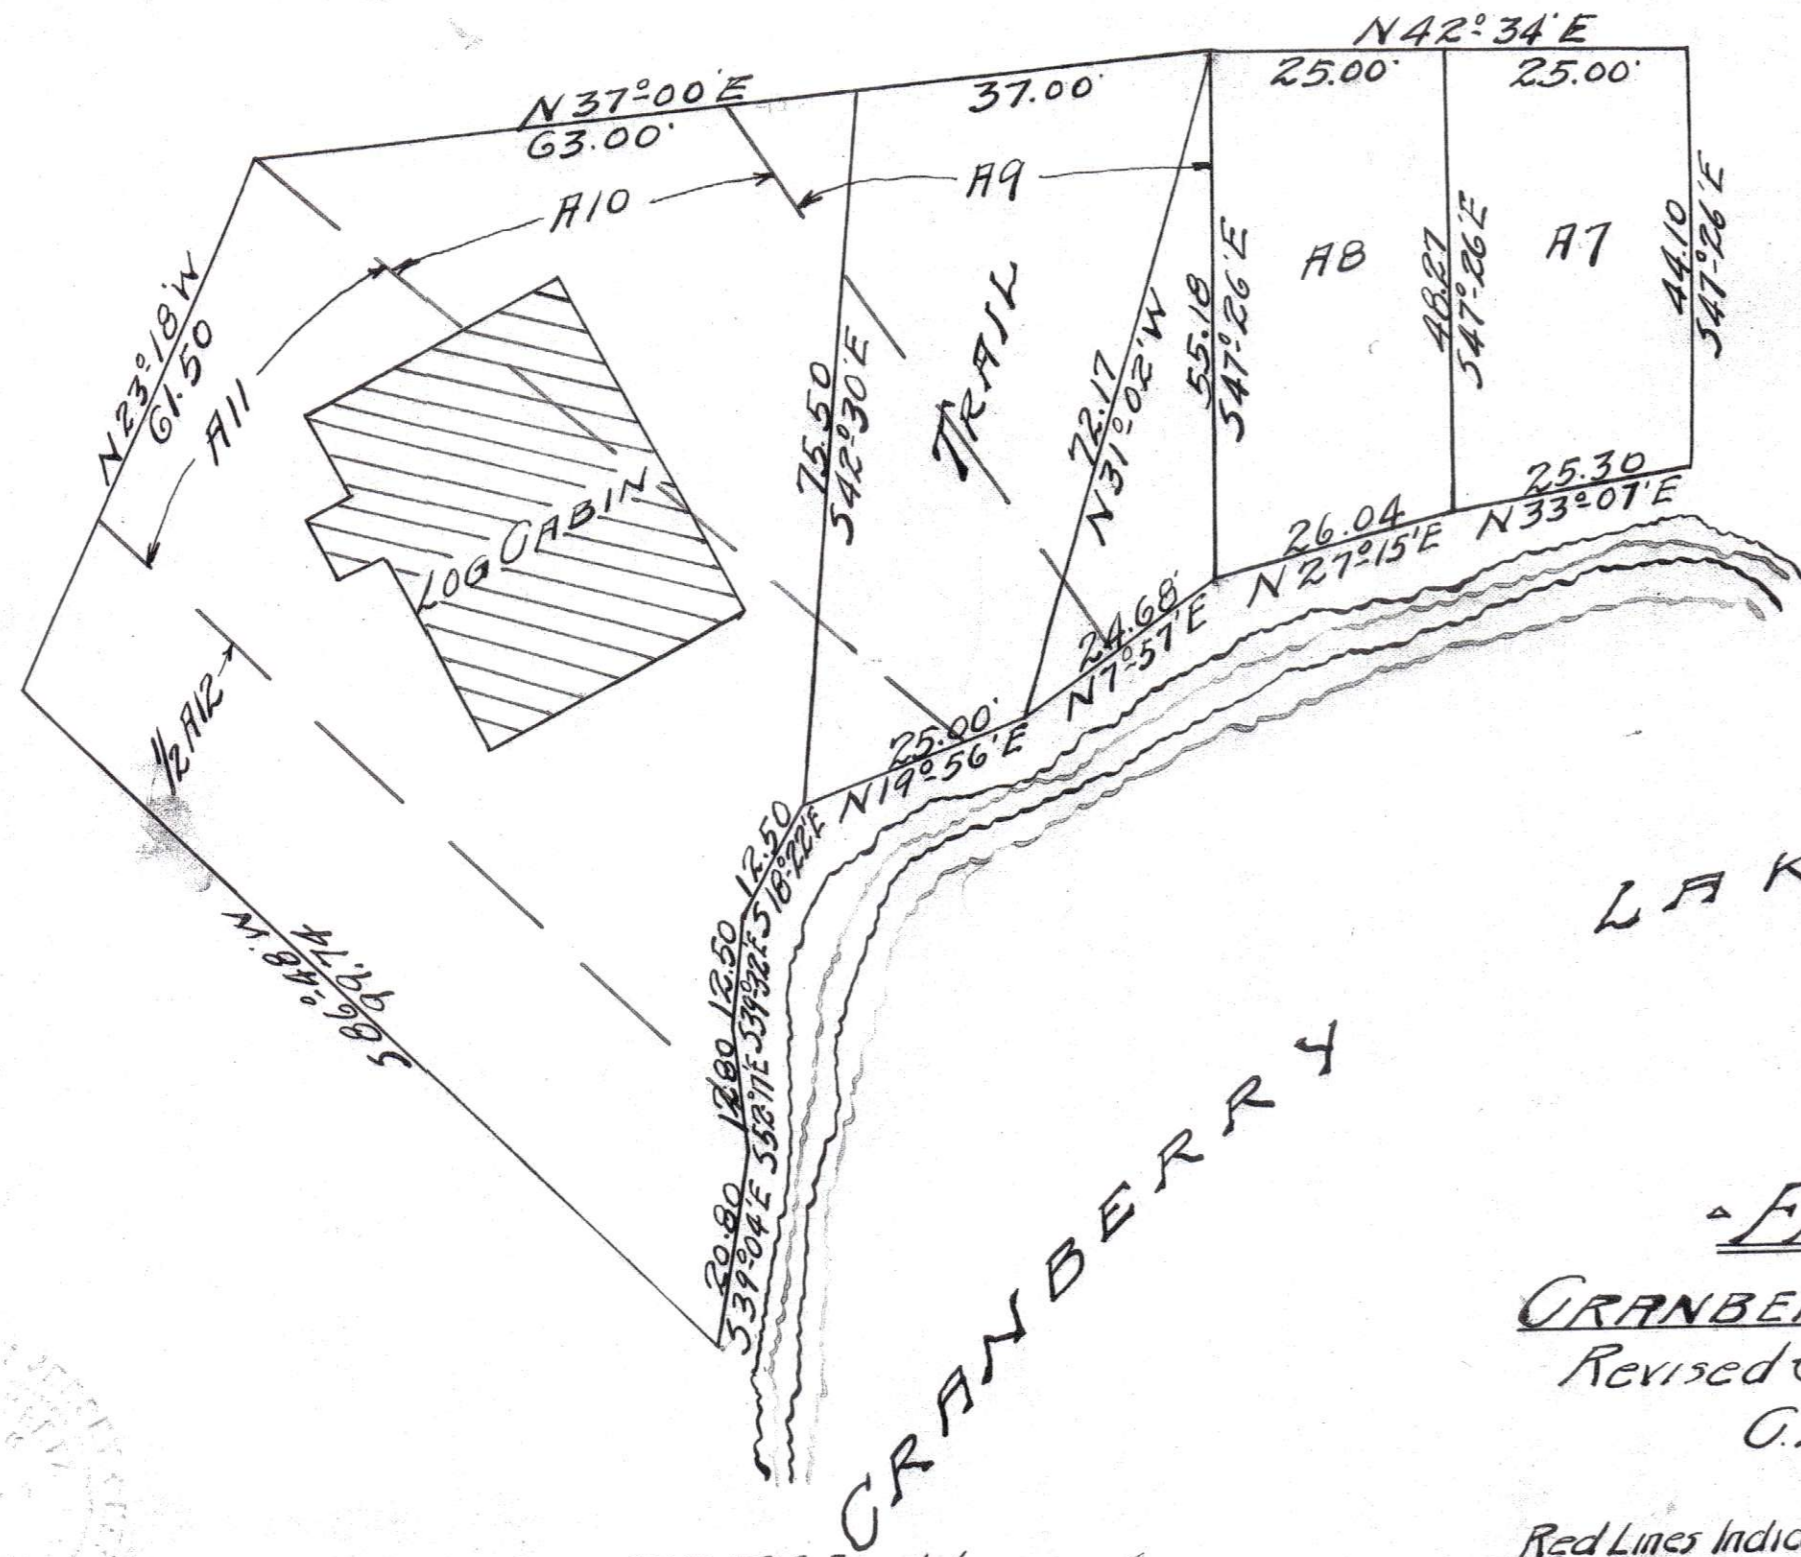 N42°-34'E
25.00'
25.00'
N37°-00'E
63.00'
37.00'
A10
A9
A11
A8
A7
N23°-18'W
61.50
TRAIL
75.50
S42°-30'E
72.17
N31°-02'W
55.18
S47°-26'E
48.27
S47°-26'E
44.10
S47°-26'E
LOG CABIN
25.30
N33°-07'E
26.04
N27°-15'E
24.68'
N7°-57'E
25.00'
N19°-56'E
1/2 A12
12.50
S18°-22'E
12.50
S39°-32'E
12.80
S52°-17'E
20.80
S39°-04'E
S86°-48'W
99.74
LAK
CRANBERRY
CRANBE
Revised
Red Lines Indic